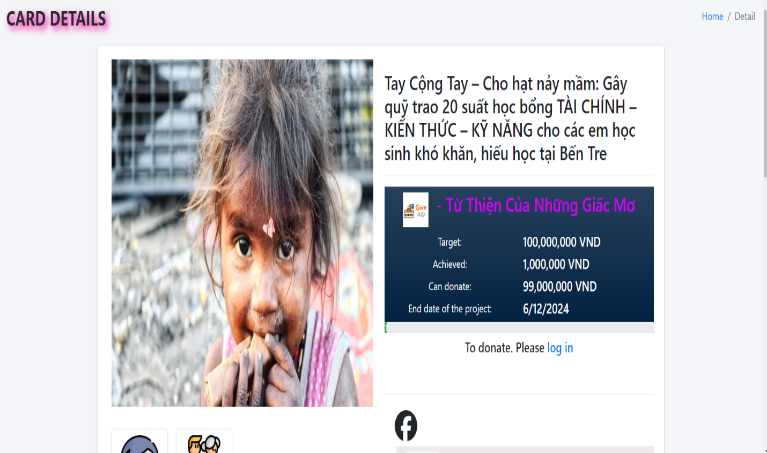 CARD DETAILS
Home / Detail
Tay Cộng Tay – Cho hạt nảy mầm: Gây
quỹ trao 20 suất học bổng TÀI CHÍNH –
KIẾN THỨC – KỸ NĂNG cho các em học
sinh khó khăn, hiếu học tại Bến Tre
- Từ Thiện Của Những Giấc Mơ
Target: 100,000,000 VND
Achieved: 1,000,000 VND
Can donate: 99,000,000 VND
End date of the project: 6/12/2024
To donate. Please log in